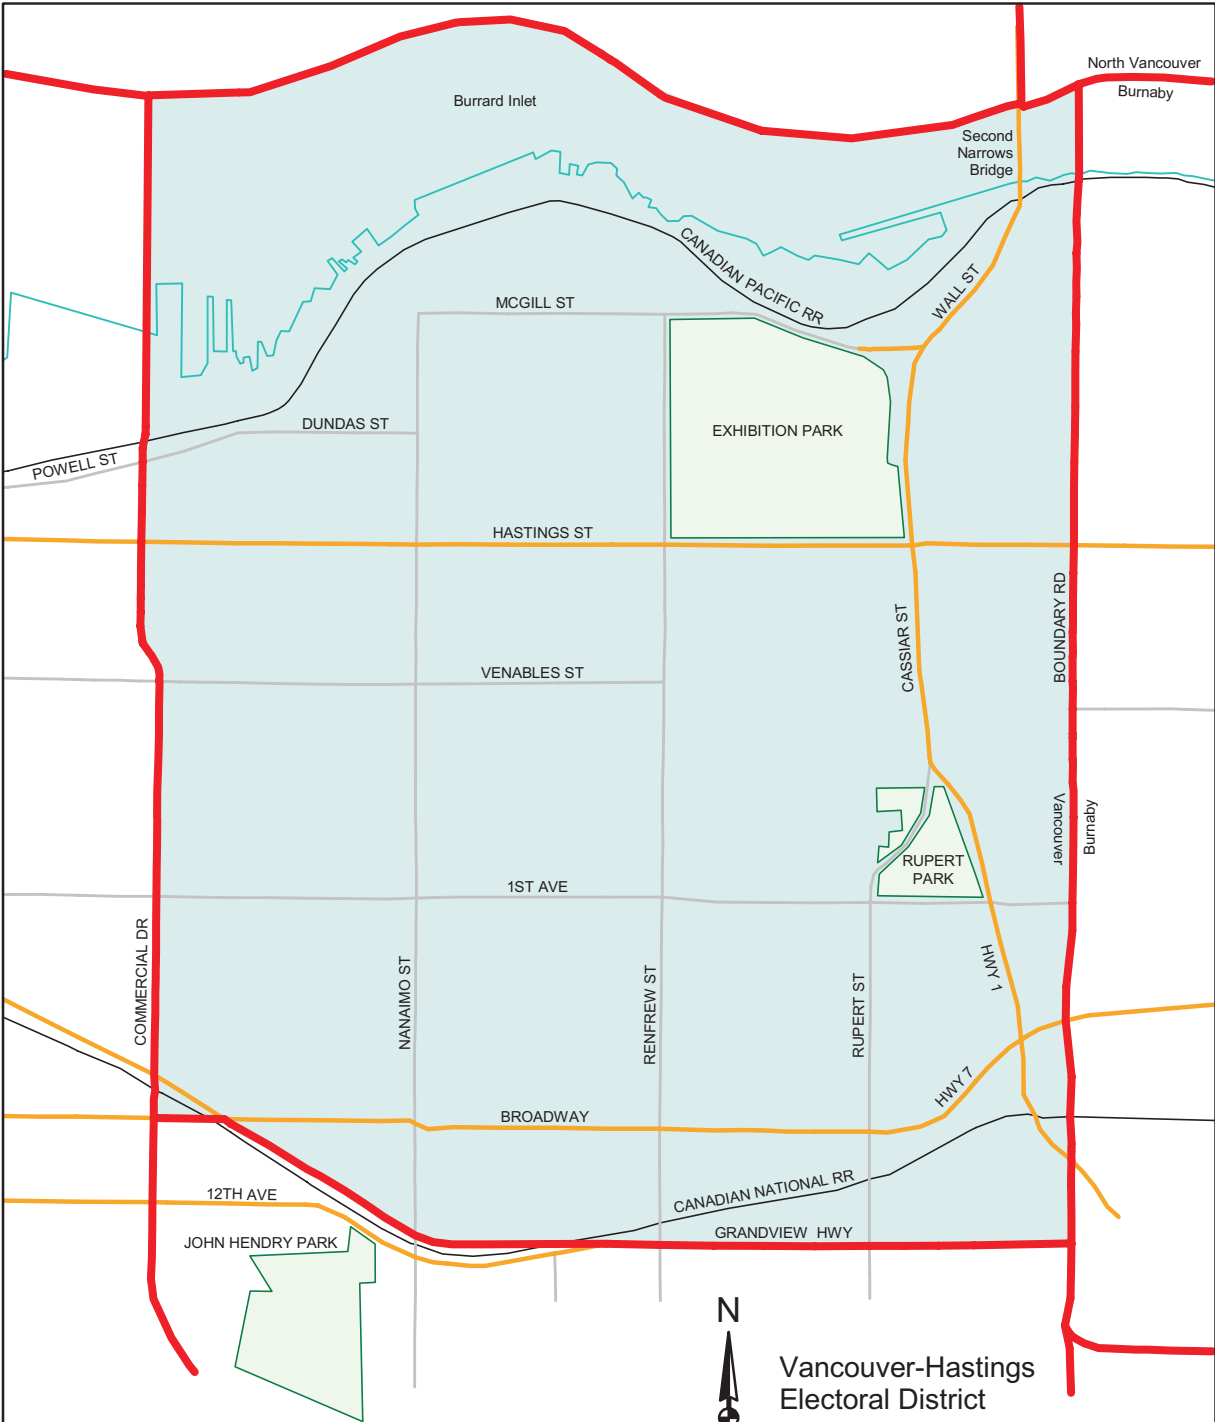 North Vancouver
Burnaby
Burrard Inlet
Second
Narrows
Bridge
CANADIAN PACIFIC RR
WALL ST
MCGILL ST
DUNDAS ST
EXHIBITION PARK
POWELL ST
HASTINGS ST
BOUNDARY RD
CASSIAR ST
VENABLES ST
Vancouver
Burnaby
RUPERT
PARK
1ST AVE
COMMERCIAL DR
NANAIMO ST
RENFREW ST
RUPERT ST
HWY 1
HWY 7
BROADWAY
12TH AVE
CANADIAN NATIONAL RR
GRANDVIEW HWY
JOHN HENDRY PARK
N
Vancouver-Hastings
Electoral District